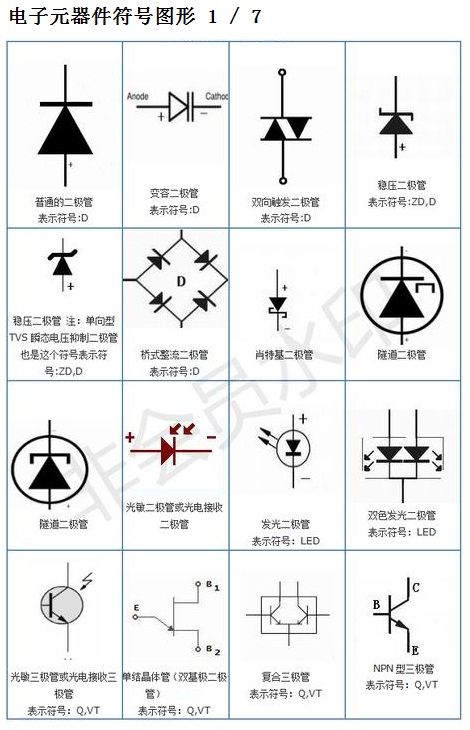 电子元器件符号图形 1 / 7
Anode
Cathod
+
−
普通的二极管
表示符号:D
变容二极管
表示符号:D
双向触发二极管
表示符号:D
稳压二极管
表示符号:ZD,D
稳压二极管 注：单向型
TVS 瞬态电压抑制二极管
也是这个符号表示符
号:ZD,D
D
桥式整流二极管
表示符号:D
肖特基二极管
隧道二极管
隧道二极管
+
−
光敏二极管或光电接收
二极管
+
−
发光二极管
表示符号: LED
双色发光二极管
表示符号: LED
光敏三极管或光电接收三
极管
表示符号: Q,VT
E
B1
B2
单结晶体管（双基极二极
管）
表示符号: Q,VT
复合三极管
表示符号: Q,VT
B
C
E
NPN 型三极管
表示符号: Q,VT
非会员水印